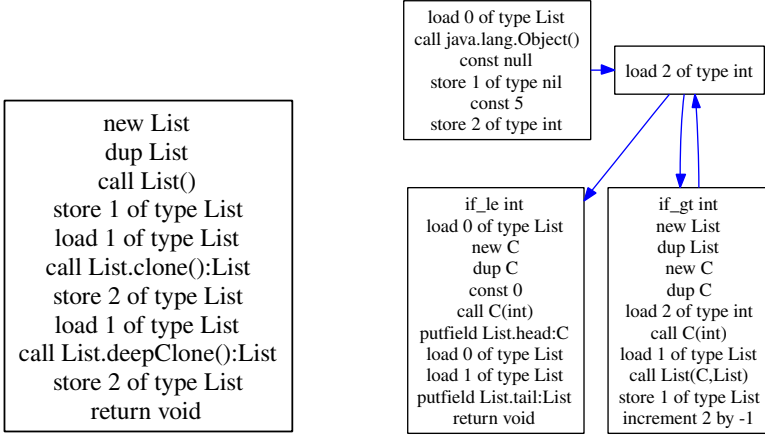 new List
dup List
call List()
store 1 of type List
load 1 of type List
call List.clone():List
store 2 of type List
load 1 of type List
call List.deepClone():List
store 2 of type List
return void
load 0 of type List
call java.lang.Object()
const null
store 1 of type nil
const 5
store 2 of type int
load 2 of type int
if_le int
load 0 of type List
new C
dup C
const 0
call C(int)
putfield List.head:C
load 0 of type List
load 1 of type List
putfield List.tail:List
return void
if_gt int
new List
dup List
new C
dup C
load 2 of type int
call C(int)
load 1 of type List
call List(C,List)
store 1 of type List
increment 2 by -1